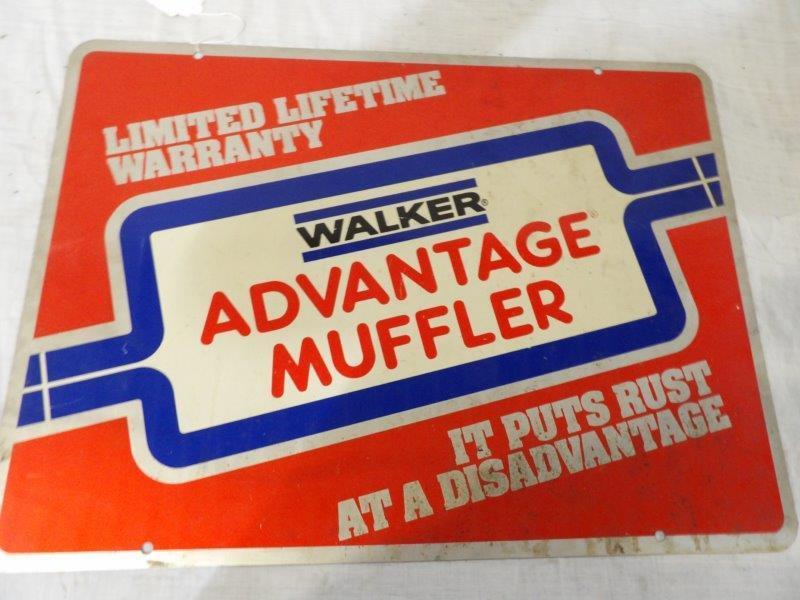 LIMITED LIFETIME
WARRANTY
WALKER®
ADVANTAGE®
MUFFLER
IT PUTS RUST
AT A DISADVANTAGE